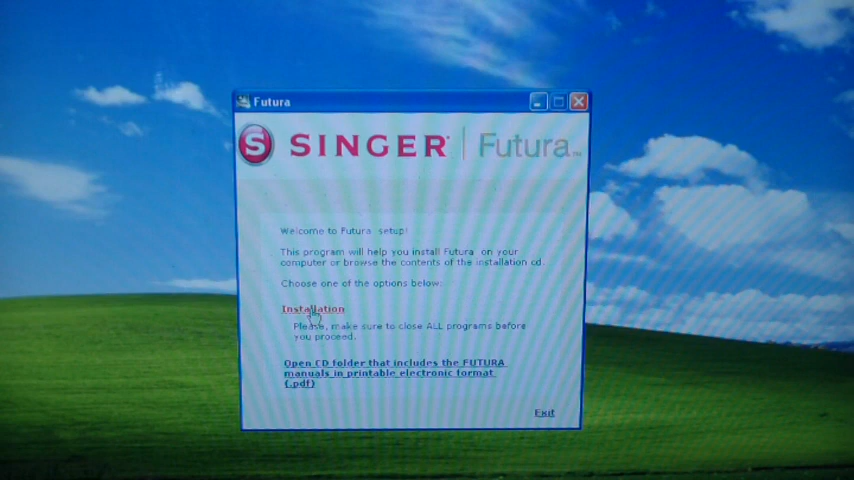 Futura
S SINGER® | Futura™
Welcome to Futura setup!
This program will help you install Futura on your
computer or browse the contents of the installation cd.
Choose one of the options below:
Installation
Please, make sure to close ALL programs before
you proceed.
Open CD folder that includes the FUTURA
manuals in printable electronic format
(.pdf)
Exit